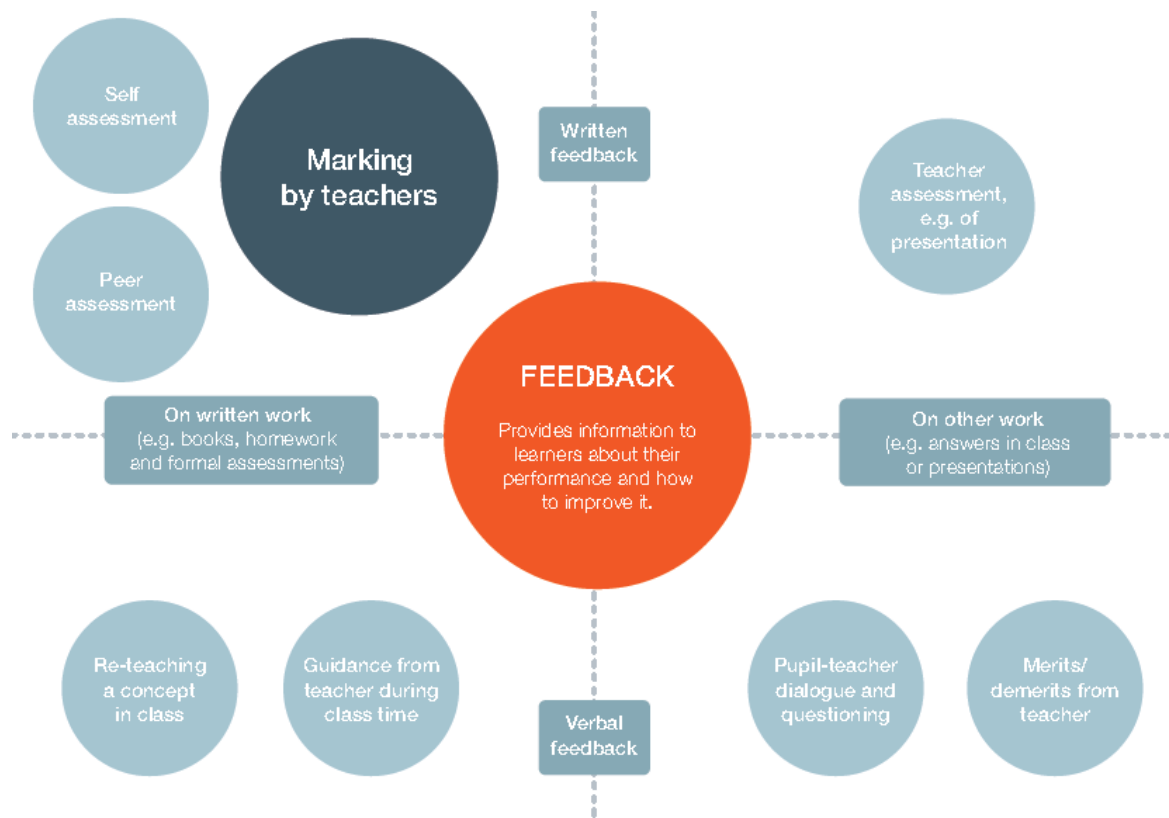 Self
assessment
Marking
by teachers
Written
feedback
Teacher
assessment,
e.g. of
presentation
Peer
assessment
FEEDBACK
Provides information to
learners about their
performance and how
to improve it.
On written work
(e.g. books, homework
and formal assessments)
On other work
(e.g. answers in class
or presentations)
Re-teaching
a concept
in class
Guidance from
teacher during
class time
Verbal
feedback
Pupil-teacher
dialogue and
questioning
Merits/
demerits from
teacher